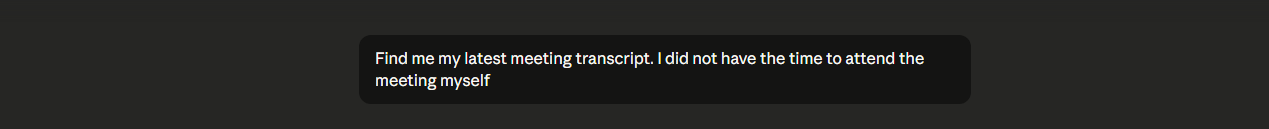 Find me my latest meeting transcript. I did not have the time to attend the
meeting myself